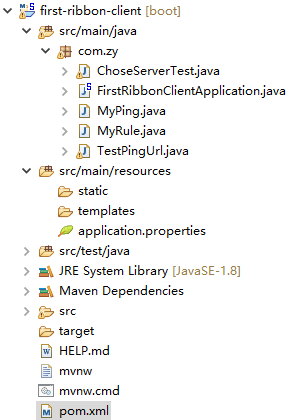 first-ribbon-client [boot]
src/main/java
com.zy
ChoseServerTest.java
FirstRibbonClientApplication.java
MyPing.java
MyRule.java
TestPingUrl.java
src/main/resources
static
templates
application.properties
src/test/java
JRE System Library [JavaSE-1.8]
Maven Dependencies
src
target
HELP.md
mvnw
mvnw.cmd
pom.xml